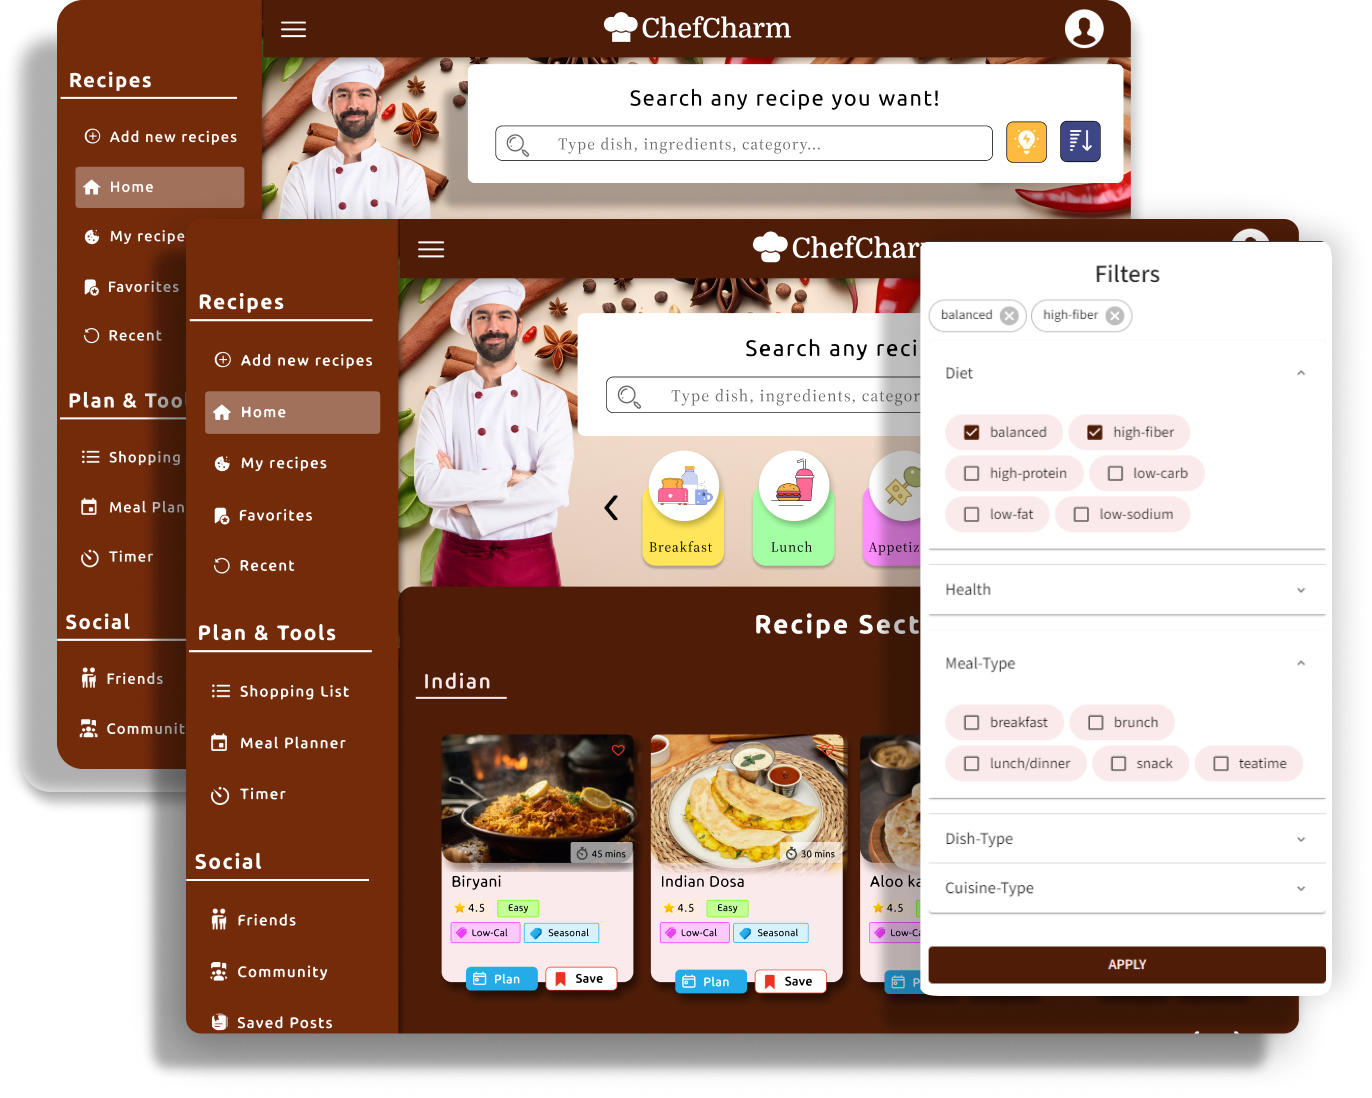 ChefCharm
Recipes
Search any recipe you want!
Add new recipes
Type dish, ingredients, category...
Home
My recipe
Favorites
Recent
Plan & Tool
Shopping
Meal Plan
Timer
Social
Friends
Communit
ChefChar
Recipes
Add new recipes
Home
My recipes
Favorites
Recent
Plan & Tools
Shopping List
Meal Planner
Timer
Social
Friends
Community
Saved Posts
Search any reci
Type dish, ingredients, categor
Breakfast
Lunch
Appetiz
Recipe Sect
Indian
45 mins
Biryani
4.5 Easy
Low-Cal Seasonal
Plan Save
30 mins
Indian Dosa
4.5 Easy
Low-Cal Seasonal
Plan Save
Aloo ka
4.5
Low-Ca
P
Filters
balanced high-fiber
Diet
balanced high-fiber
high-protein low-carb
low-fat low-sodium
Health
Meal-Type
breakfast brunch
lunch/dinner snack teatime
Dish-Type
Cuisine-Type
APPLY